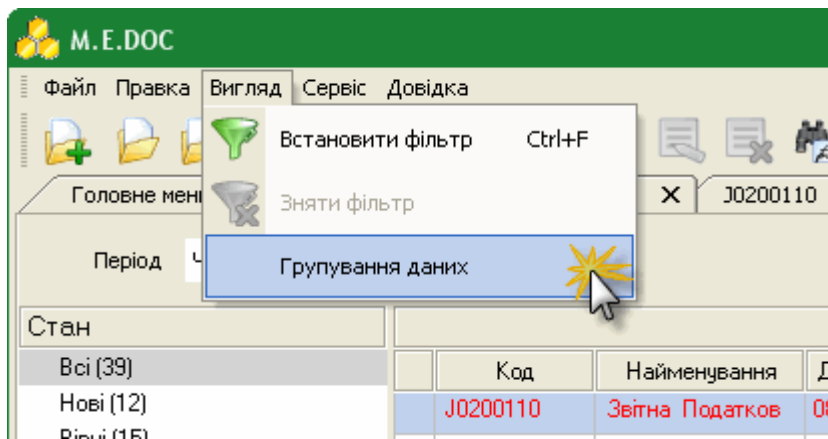 M.E.DOC
Файл Правка Вигляд Сервіс Довідка
Встановити фільтр Ctrl+F
Головне мен
J0200110
Зняти фільтр
Період
Групування даних
Стан
Всі (39)
Код Найменування
Нові (12)
J0200110 Звітна Податков